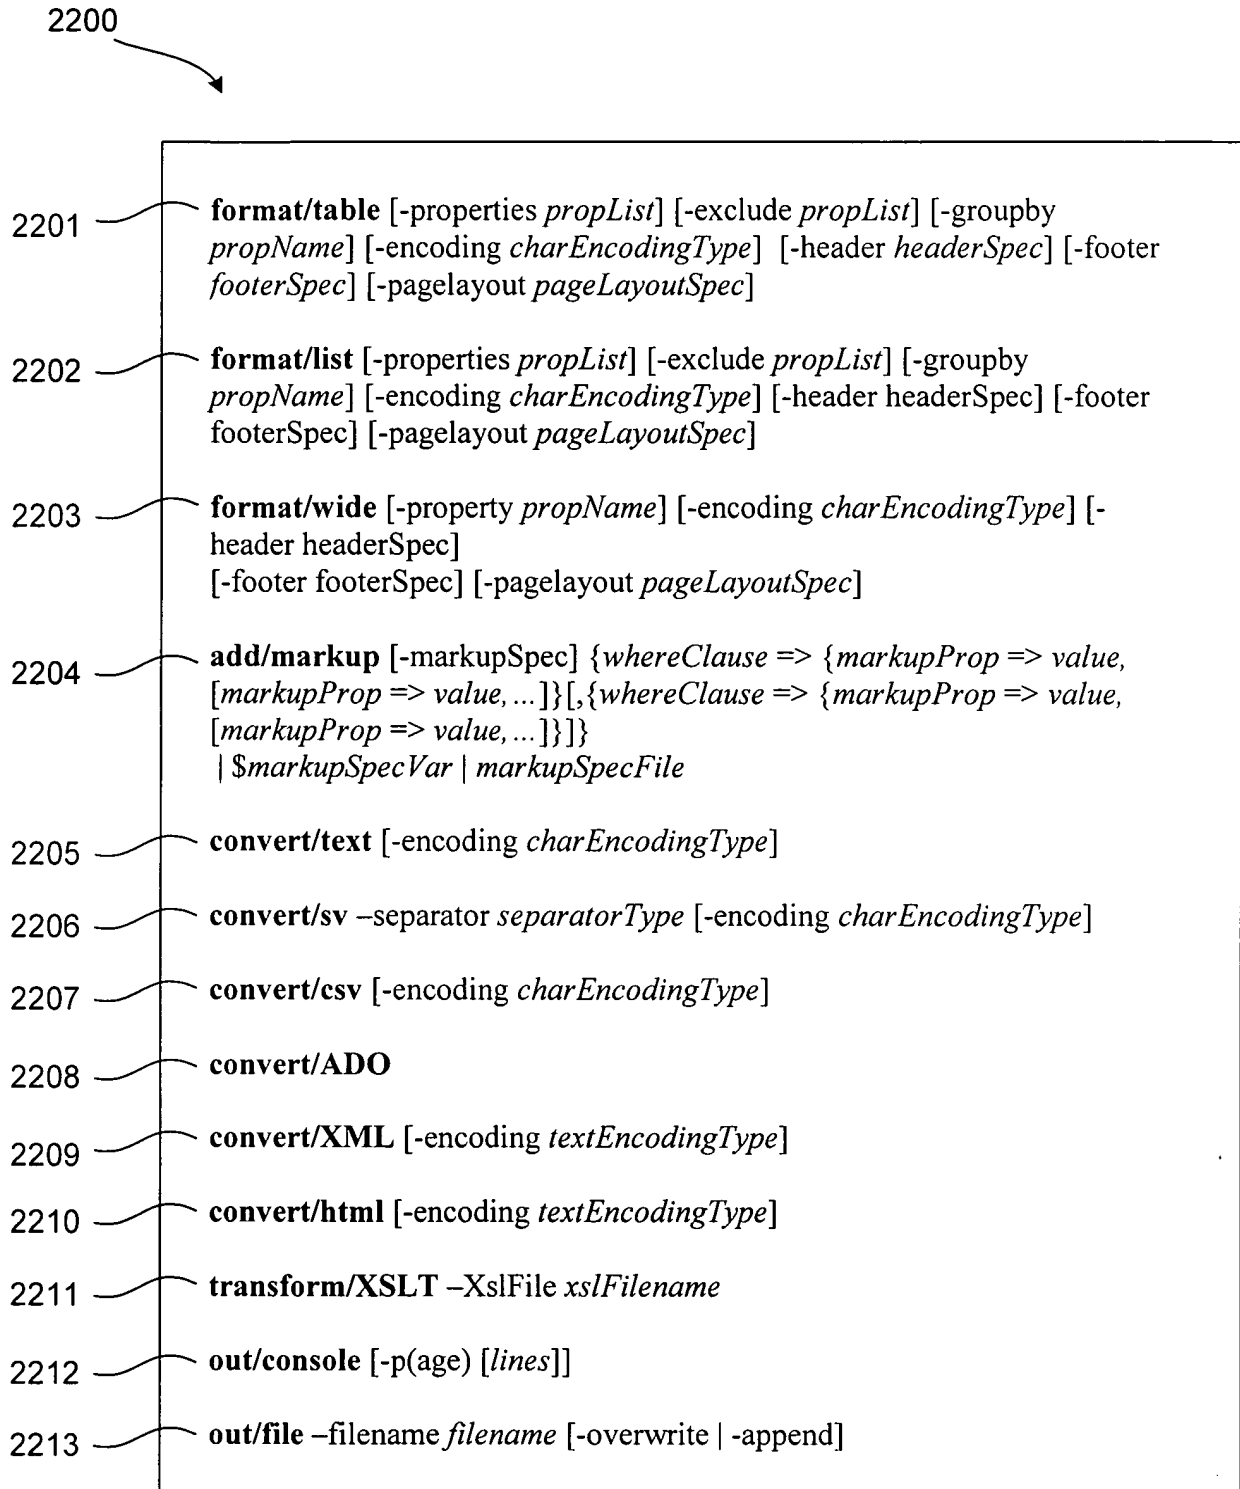 2200
2201 format/table [-properties propList] [-exclude propList] [-groupby
propName] [-encoding charEncodingType] [-header headerSpec] [-footer
footerSpec] [-pagelayout pageLayoutSpec]
2202 format/list [-properties propList] [-exclude propList] [-groupby
propName] [-encoding charEncodingType] [-header headerSpec] [-footer
footerSpec] [-pagelayout pageLayoutSpec]
2203 format/wide [-property propName] [-encoding charEncodingType] [-
header headerSpec]
[-footer footerSpec] [-pagelayout pageLayoutSpec]
2204 add/markup [-markupSpec] {whereClause => {markupProp => value,
[markupProp => value,...]}[,{whereClause => {markupProp => value,
[markupProp => value,...]}]}
| $markupSpecVar | markupSpecFile
2205 convert/text [-encoding charEncodingType]
2206 convert/sv –separator separatorType [-encoding charEncodingType]
2207 convert/csv [-encoding charEncodingType]
2208 convert/ADO
2209 convert/XML [-encoding textEncodingType]
2210 convert/html [-encoding textEncodingType]
2211 transform/XSLT –XslFile xslFilename
2212 out/console [-p(age) [lines]]
2213 out/file –filename filename [-overwrite | -append]